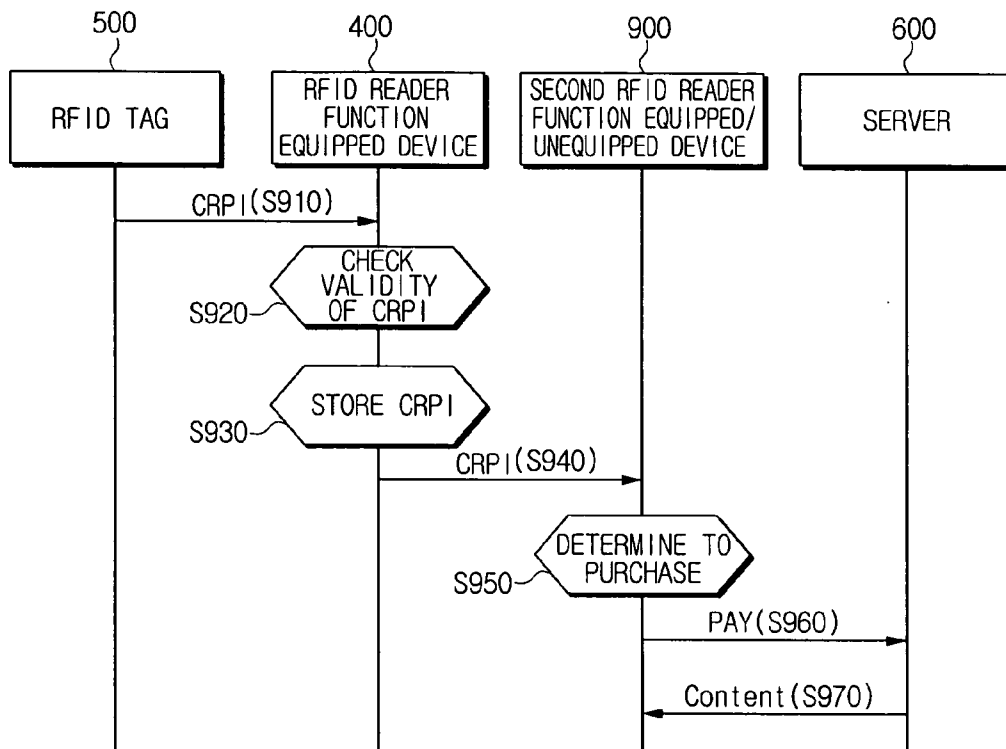 500
400
900
600
RFID TAG
RFID READER
FUNCTION
EQUIPPED DEVICE
SECOND RFID READER
FUNCTION EQUIPPED/
UNEQUIPPED DEVICE
SERVER
CRPI(S910)
CHECK
VALIDITY
OF CRPI
S920
STORE CRPI
S930
CRPI(S940)
DETERMINE TO
PURCHASE
S950
PAY(S960)
Content(S970)